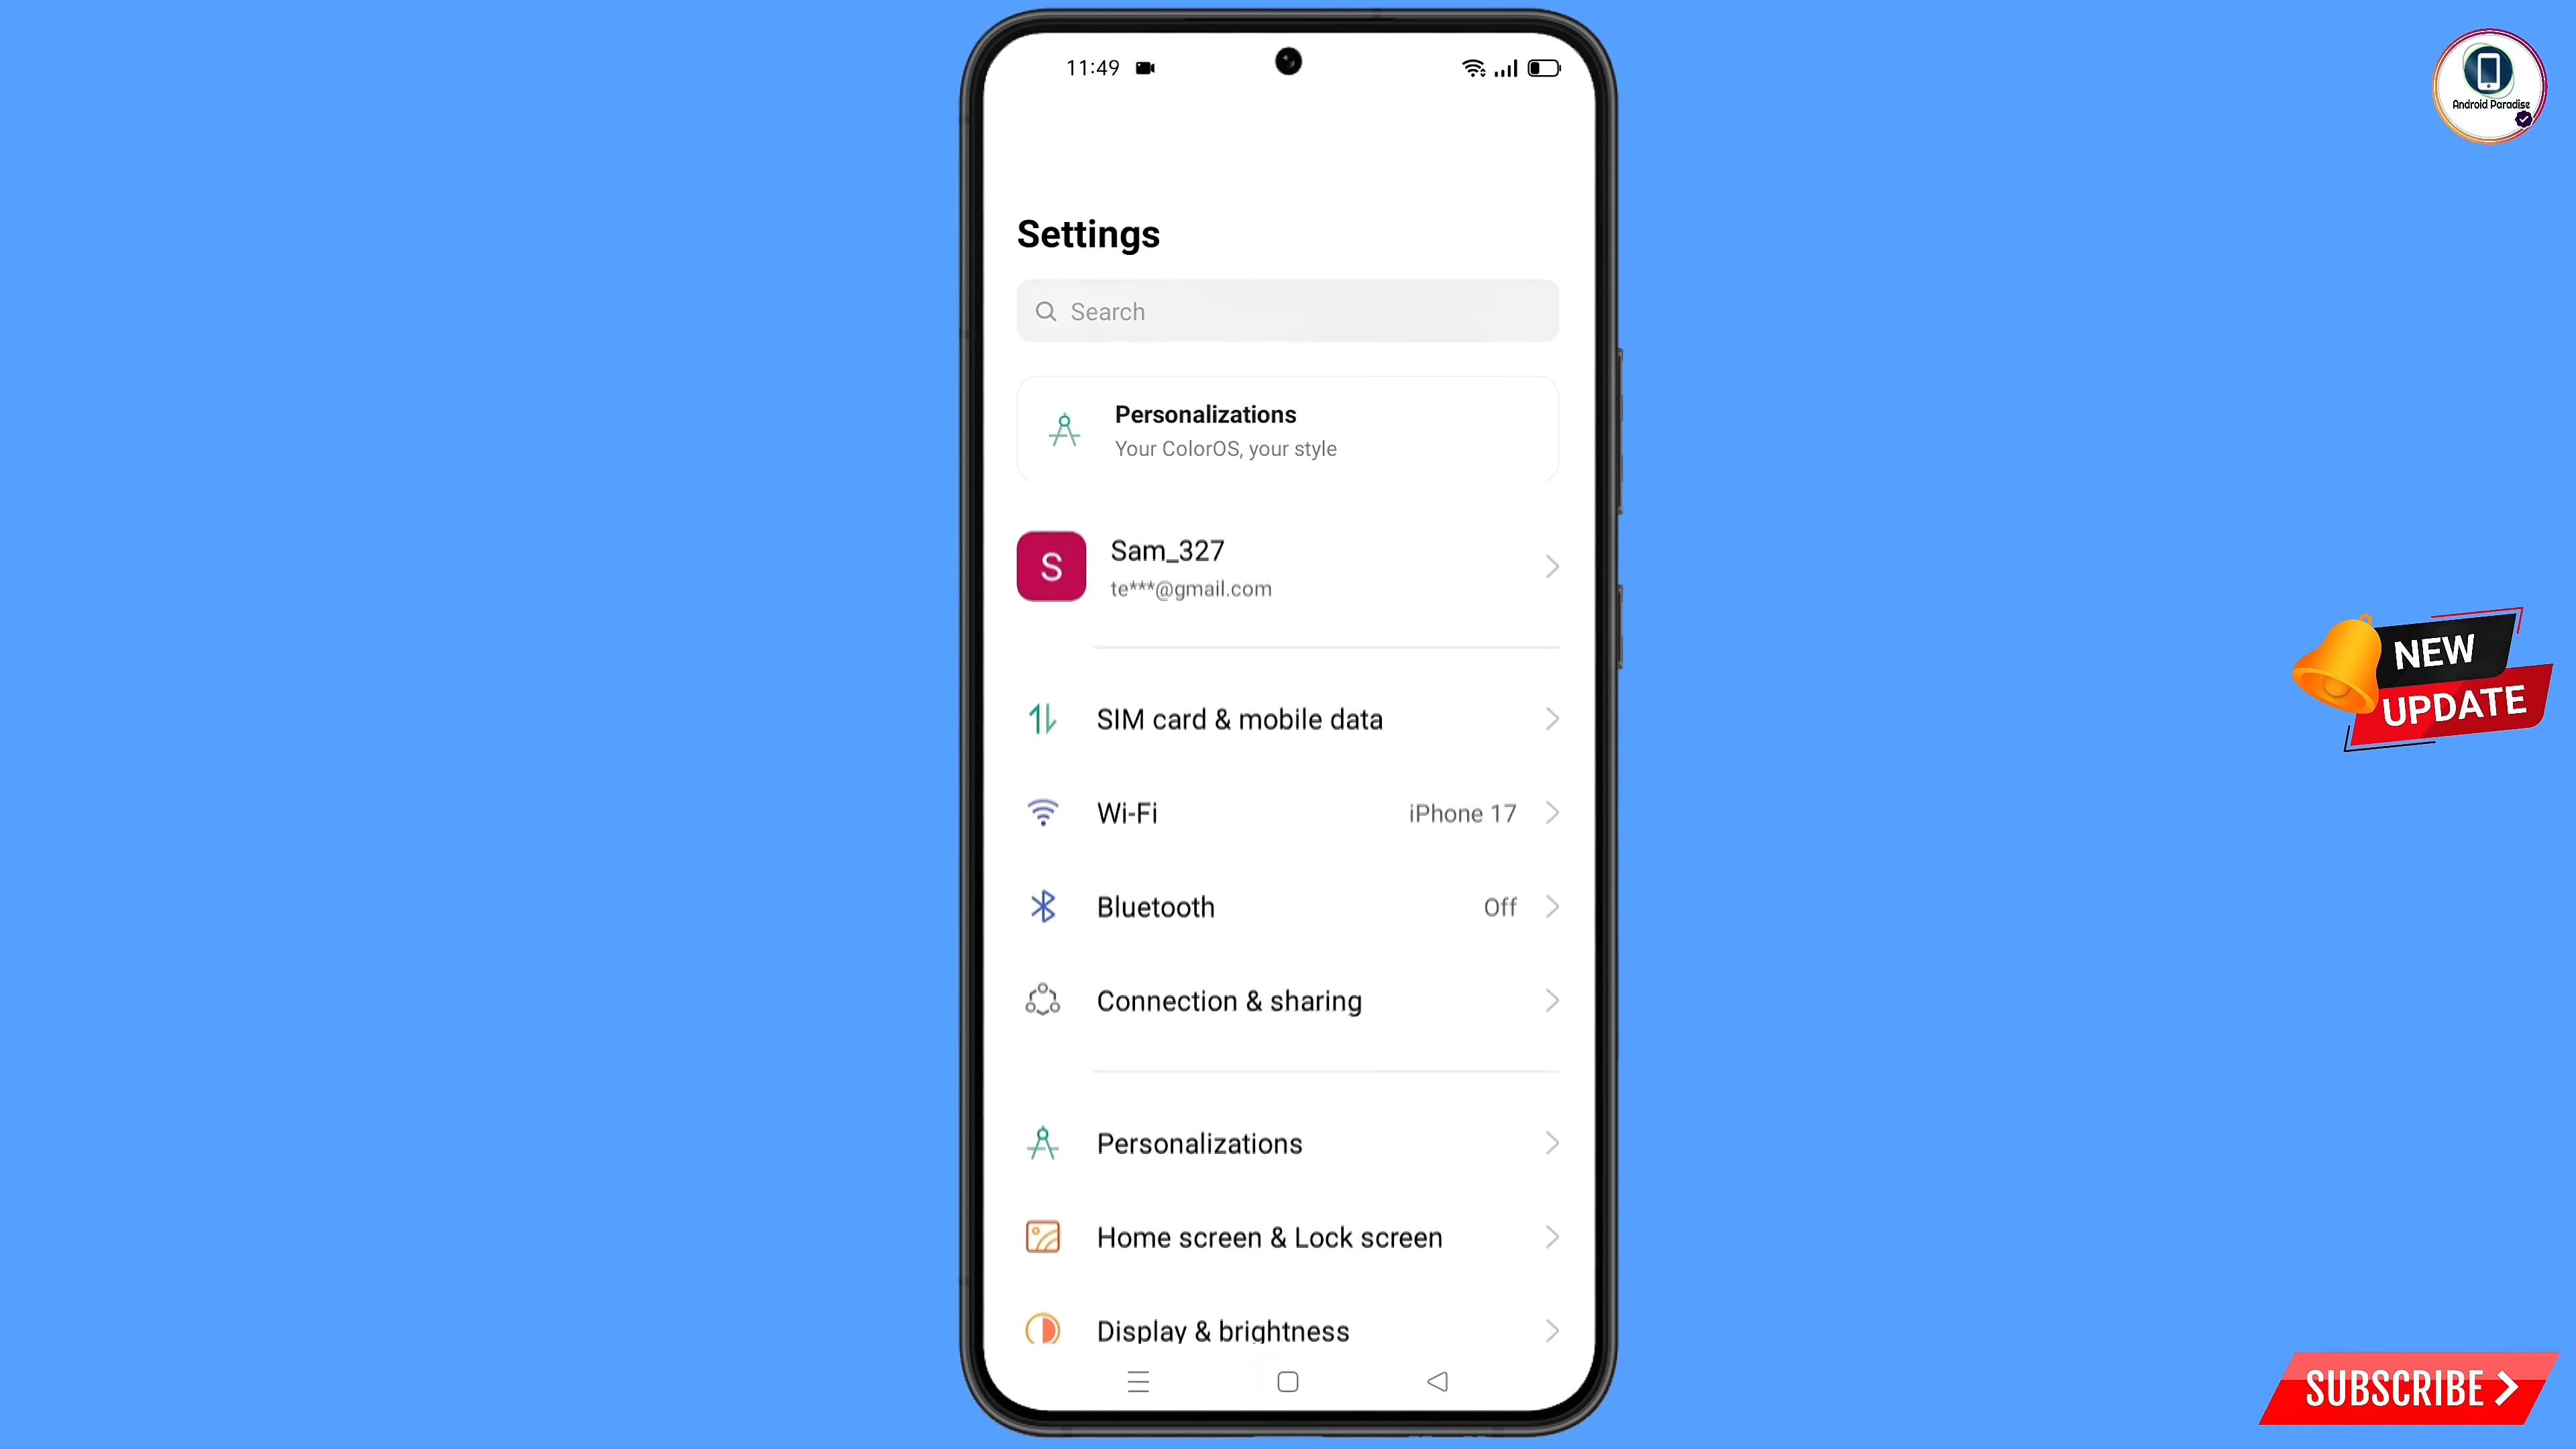 11:49
Android Paradise
Settings
Search
Personalizations
Your ColorOS, your style
S
Sam_327
te***@gmail.com
NEW
UPDATE
SIM card & mobile data
Wi-Fi
iPhone 17
Bluetooth
Off
Connection & sharing
Personalizations
Home screen & Lock screen
Display & brightness
SUBSCRIBE